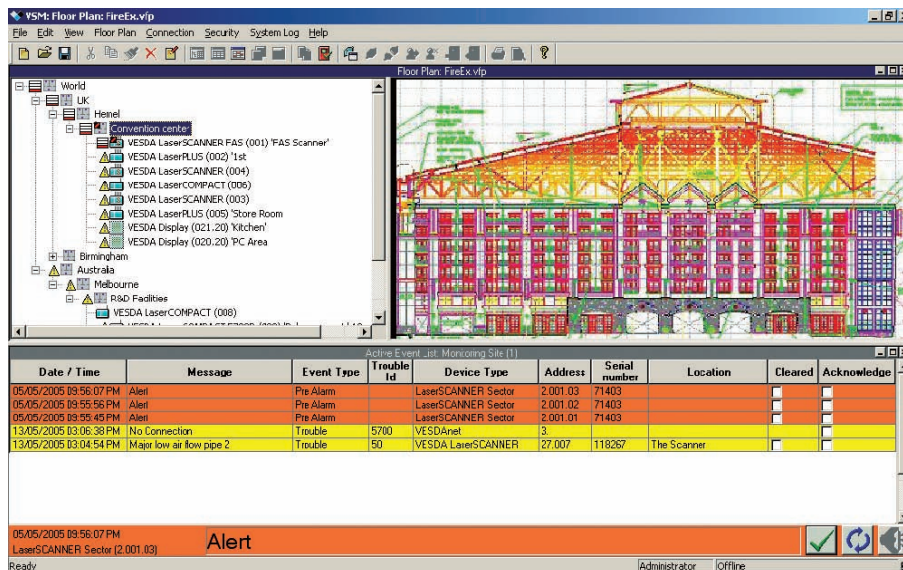 VSM: Floor Plan: FireEx.vfp
File Edit View Floor Plan Connection Security System Log Help
Floor Plan: FireEx.vfp
World
UK
Hemel
Convention center
VESDA LaserSCANNER FAS (001) 'FAS Scanner'
VESDA LaserPLUS (002) '1st
VESDA LaserSCANNER (004)
VESDA LaserCOMPACT (006)
VESDA LaserSCANNER (003)
VESDA LaserPLUS (005) 'Store Room
VESDA Display (021.20) 'Kitchen'
VESDA Display (020.20) 'PC Area
Birmingham
Australia
Melbourne
R&D Facilities
VESDA LaserCOMPACT (008)
Active Event List: Monitoring Site (1)
Date / Time Message Event Type Trouble Id Device Type Address Serial number Location Cleared Acknowledge
05/05/2005 09:56:07 PM Alert Pre Alarm LaserSCANNER Sector 2.001.03 71403
05/05/2005 09:55:56 PM Alert Pre Alarm LaserSCANNER Sector 2.001.02 71403
05/05/2005 09:55:45 PM Alert Pre Alarm LaserSCANNER Sector 2.001.01 71403
13/05/2005 03:06:38 PM No Connection Trouble 5700 VESDAnet 3.
13/05/2005 03:04:54 PM Major low air flow pipe 2 Trouble 50 VESDA LaserSCANNER 27.007 118267 The Scanner
05/05/2005 09:56:07 PM
LaserSCANNER Sector (2.001.03)
Alert
Ready Administrator Offline